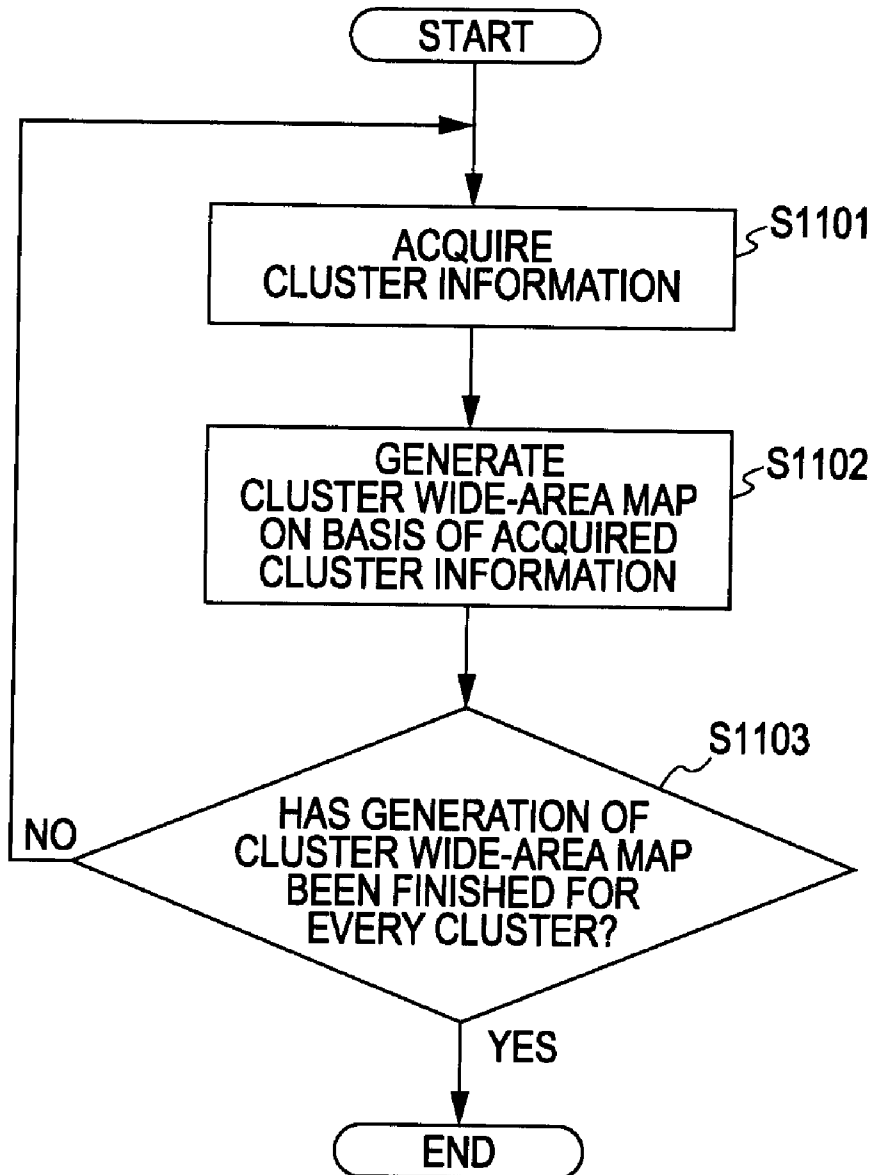 START
S1101
ACQUIRE
CLUSTER INFORMATION
S1102
GENERATE
CLUSTER WIDE-AREA MAP
ON BASIS OF ACQUIRED
CLUSTER INFORMATION
S1103
HAS GENERATION OF
CLUSTER WIDE-AREA MAP
BEEN FINISHED FOR
EVERY CLUSTER?
NO
YES
END